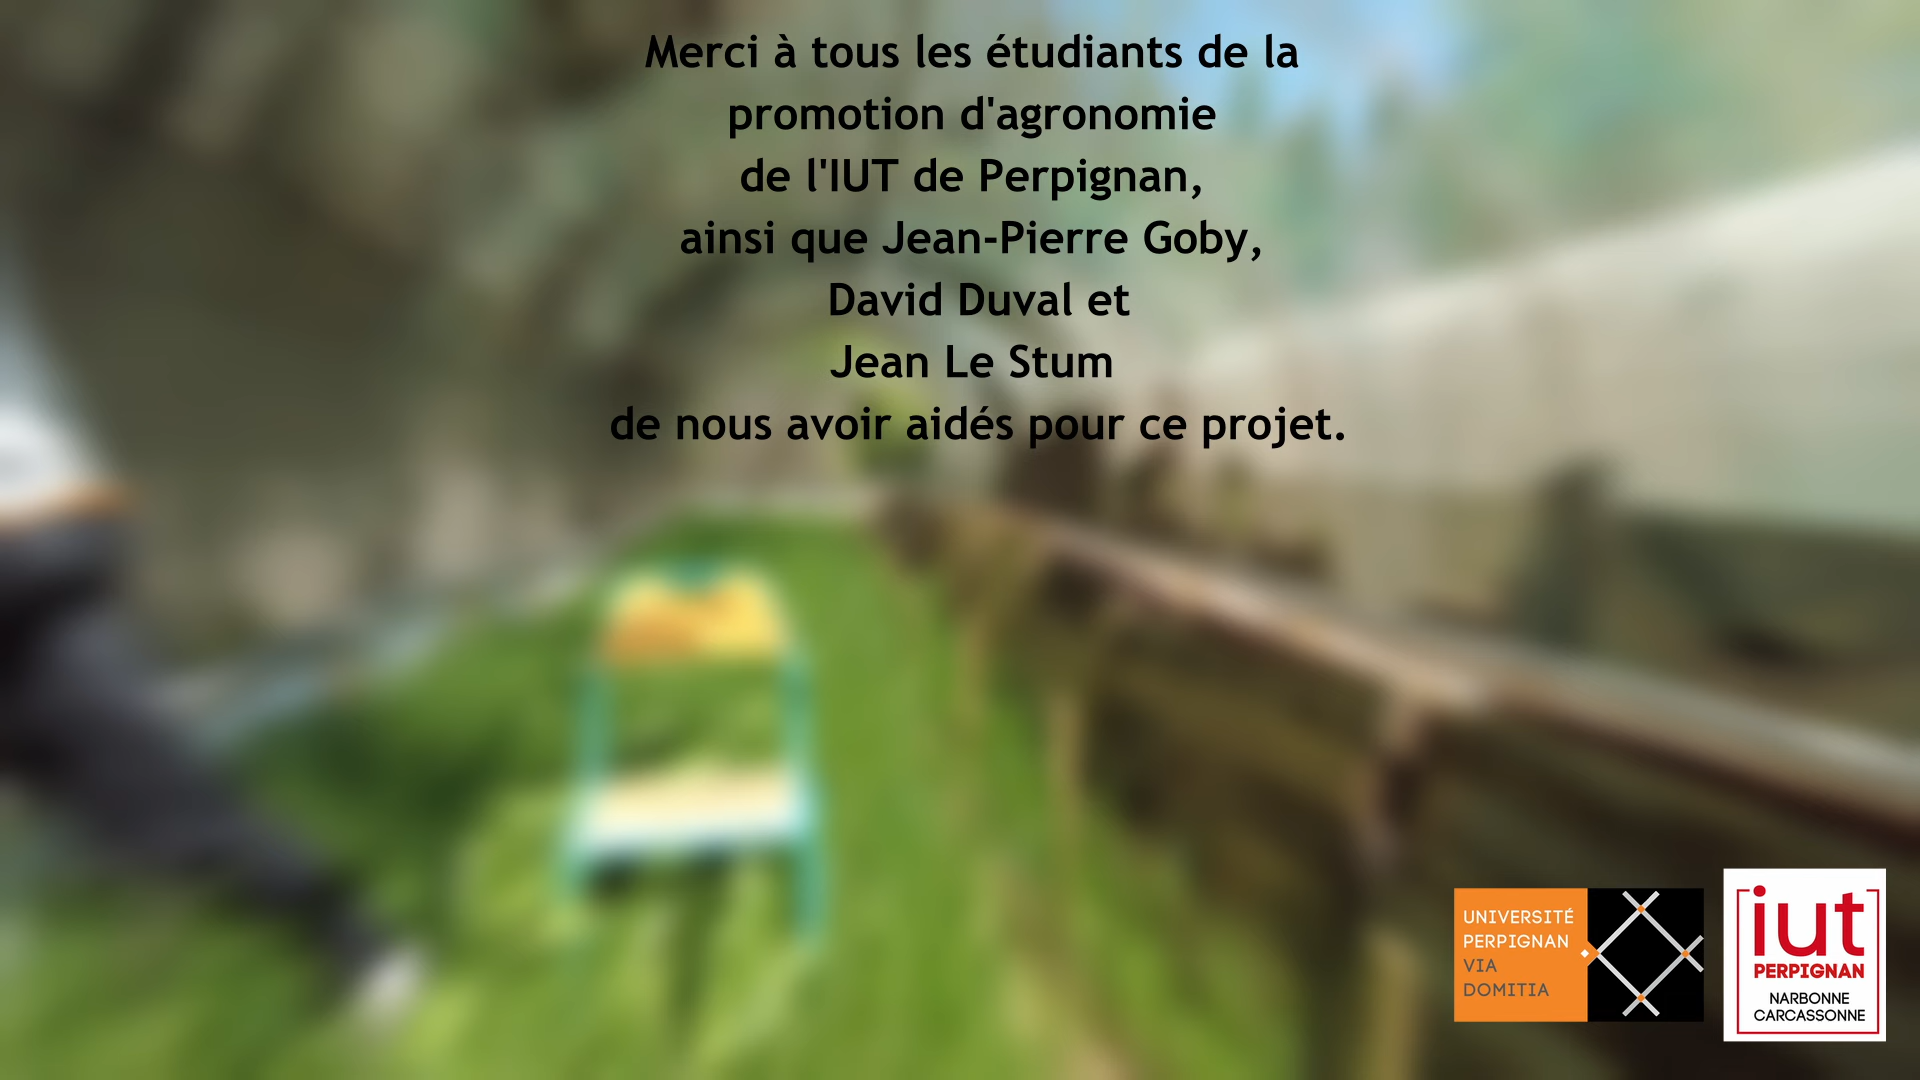 Merci à tous les étudiants de la
promotion d'agronomie
de l'IUT de Perpignan,
ainsi que Jean-Pierre Goby,
David Duval et
Jean Le Stum
de nous avoir aidés pour ce projet.
UNIVERSITÉ
PERPIGNAN
VIA
DOMITIA
iut
PERPIGNAN
NARBONNE
CARCASSONNE